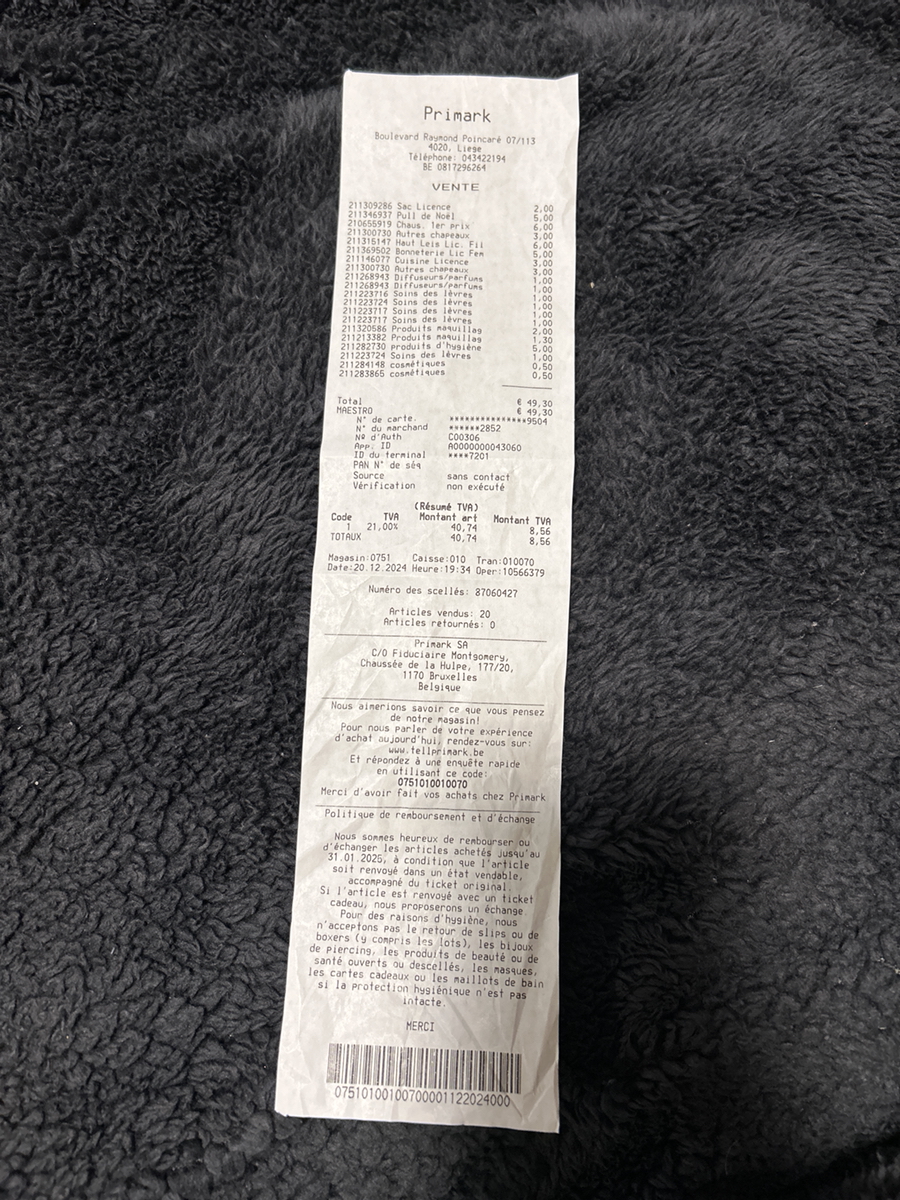 Primark
Boulevard Raymond Poincaré 07/113
4020, Liege
Téléphone: 043422194
BE 0817296264
VENTE
211309286 Sac Licence 2,00
211346937 Pull de Noël 5,00
210655919 Chaus. 1er prix 6,00
211300730 Autres chapeaux 3,00
211315147 Haut Leis Lic. Fil 6,00
211369502 Bonneterie Lic Fem 5,00
211146077 Cuisine Licence 3,00
211300730 Autres chapeaux 3,00
211268943 Diffuseurs/parfums 1,00
211268943 Diffuseurs/parfums 1,00
211223716 Soins des lèvres 1,00
211223724 Soins des lèvres 1,00
211223717 Soins des lèvres 1,00
211223717 Soins des lèvres 1,00
211320586 Produits maquillag 2,00
211213382 Produits maquillag 1,30
211282730 produits d'hygiène 5,00
211223724 Soins des lèvres 1,00
211284148 cosmétiques 0,50
211283865 cosmétiques 0,50
Total € 49,30
MAESTRO € 49,30
N° de carte. ***************9504
N° du marchand ******2852
Nº d'Auth C00306
App. ID A0000000043060
ID du terminal ****7201
PAN N° de séq
Source sans contact
Vérification non exécuté
(Résumé TVA)
Code TVA Montant art Montant TVA
1 21,00% 40,74 8,56
TOTAUX 40,74 8,56
Magasin:0751 Caisse:010 Tran:010070
Date:20.12.2024 Heure:19:34 Oper:10566379
Numéro des scellés: 87060427
Articles vendus: 20
Articles retournés: 0
Primark SA
C/O Fiduciaire Montgomery,
Chaussée de la Hulpe, 177/20,
1170 Bruxelles
Belgique
Nous aimerions savoir ce que vous pensez
de notre magasin!
Pour nous parler de votre expérience
d'achat aujourd'hui, rendez-vous sur:
www.tellprimark.be
Et répondez à une enquête rapide
en utilisant ce code:
0751010010070
Merci d'avoir fait vos achats chez Primark
Politique de remboursement et d'échange
Nous sommes heureux de rembourser ou
d'échanger les articles achetés jusqu'au
31.01.2025, à condition que l'article
soit renvoyé dans un état vendable,
accompagné du ticket original.
Si l'article est renvoyé avec un ticket
cadeau, nous proposerons un échange.
Pour des raisons d'hygiène, nous
n'acceptons pas le retour de slips ou de
boxers (y compris les lots), les bijoux
de piercing, les produits de beauté ou de
santé ouverts ou descellés, les masques,
les cartes cadeaux ou les maillots de bain
si la protection hygiénique n'est pas
intacte.
MERCI
07510100100700001122024000